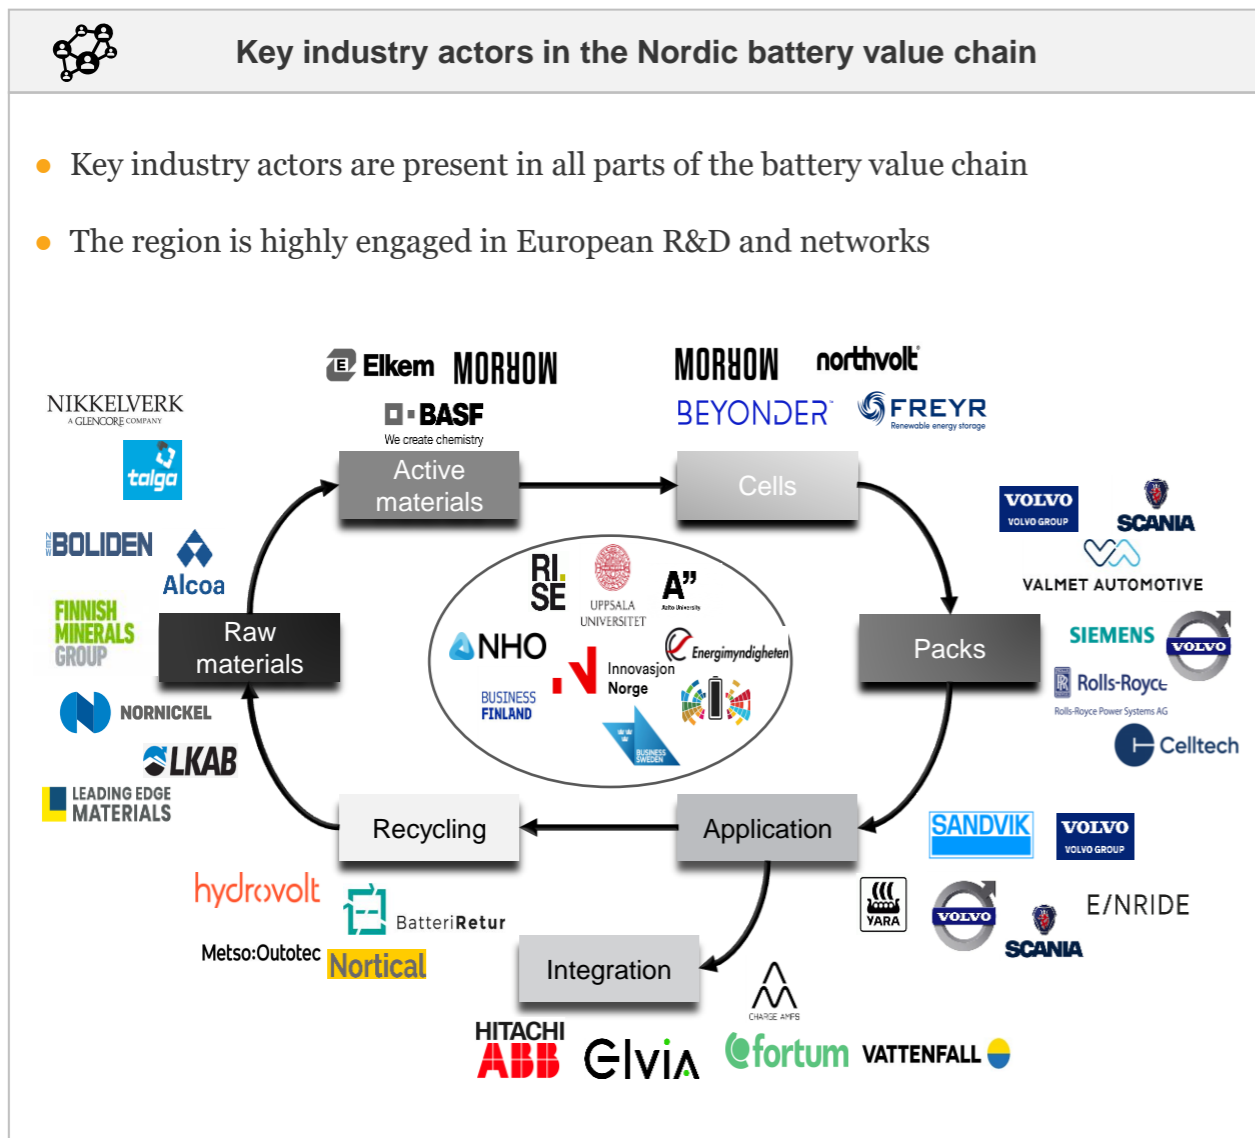 Key industry actors in the Nordic battery value chain
Key industry actors are present in all parts of the battery value chain
The region is highly engaged in European R&D and networks
Elkem
MORROW
BASF
We create chemistry
MORROW
northvolt
BEYONDER
FREYR
Renewable energy storage
NIKKELVERK
A GLENCORE COMPANY
talga
NEW BOLIDEN
Alcoa
FINNISH
MINERALS
GROUP
NORNICKEL
LKAB
LEADING EDGE
MATERIALS
Active
materials
Cells
Raw
materials
Packs
Recycling
Application
Integration
RI.
SE
UPPSALA
UNIVERSITET
A”
Aalto University
NHO
Innovasjon
Norge
Energimyndigheten
BUSINESS
FINLAND
BUSINESS
SWEDEN
VOLVO
VOLVO GROUP
SCANIA
VALMET AUTOMOTIVE
SIEMENS
VOLVO
Rolls-Royce
Rolls-Royce Power Systems AG
Celltech
SANDVIK
VOLVO
VOLVO GROUP
YARA
VOLVO
SCANIA
E/NRIDE
hydrovolt
BatteriRetur
Metso:Outotec
Nortical
CHARGE AMPS
HITACHI
ABB
Elvia
fortum
VATTENFALL